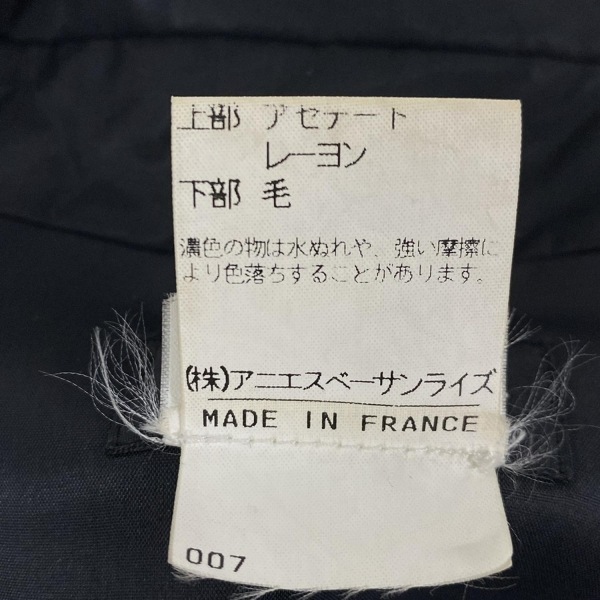 上部 アセテート
レーヨン
下部 毛
濃色の物は水ぬれや、強い摩擦に
より色落ちすることがあります。
(株)アニエスベーサンライズ
MADE IN FRANCE
007